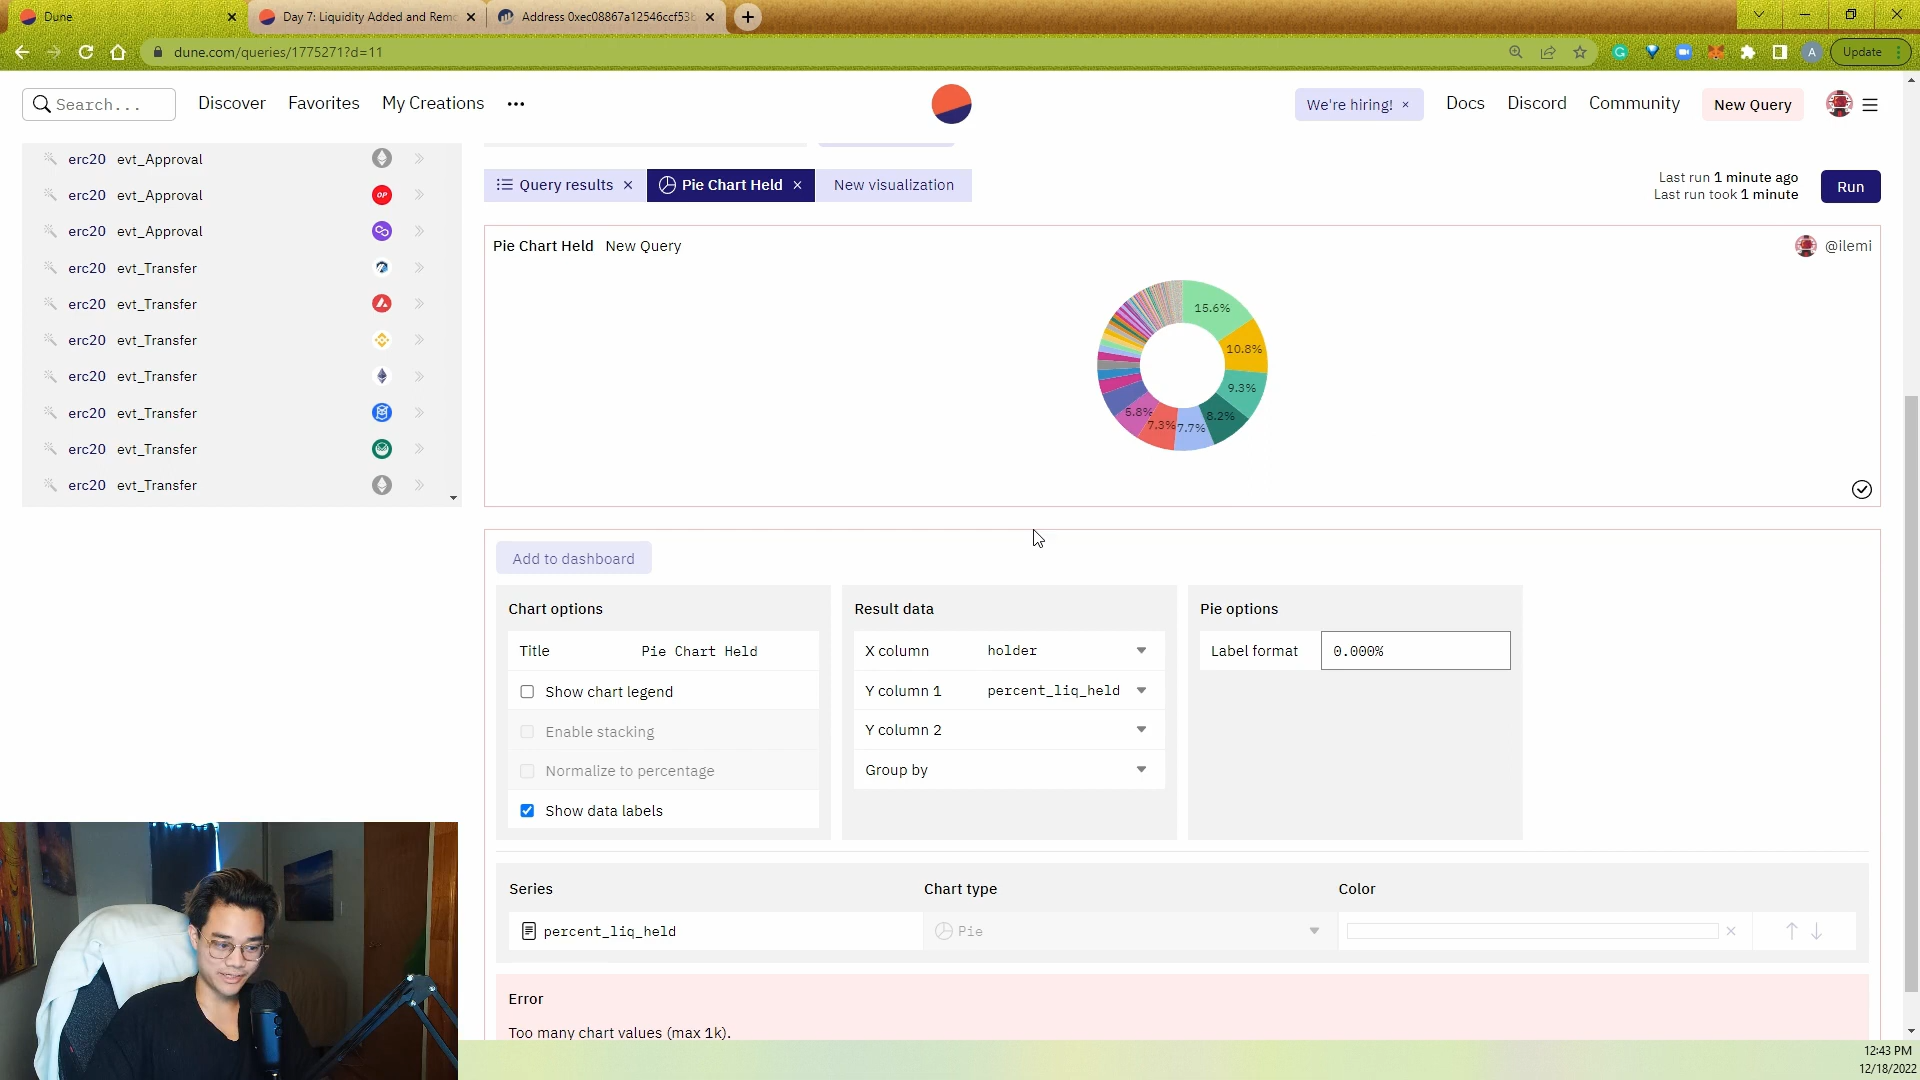 Dune
Day 7: Liquidity Added and Remo
Address 0xec08867a12546ccf53b
dune.com/queries/1775271?d=11
A
Update
Search...
Discover
Favorites
My Creations
We're hiring! ×
Docs
Discord
Community
New Query
erc20 evt_Approval
erc20 evt_Approval
OP
erc20 evt_Approval
erc20 evt_Transfer
erc20 evt_Transfer
erc20 evt_Transfer
erc20 evt_Transfer
erc20 evt_Transfer
erc20 evt_Transfer
erc20 evt_Transfer
Query results
Pie Chart Held
New visualization
Last run 1 minute ago
Last run took 1 minute
Run
Pie Chart Held New Query
@ilemi
15.6%
10.8%
9.3%
8.2%
7.7%
7.3%
5.8%
Add to dashboard
Chart options
Title Pie Chart Held
Show chart legend
Enable stacking
Normalize to percentage
Show data labels
Result data
X column holder
Y column 1 percent_liq_held
Y column 2
Group by
Pie options
Label format 0.000%
Series
Chart type
Color
percent_liq_held
Pie
Error
Too many chart values (max 1k).
12:43 PM
12/18/2022